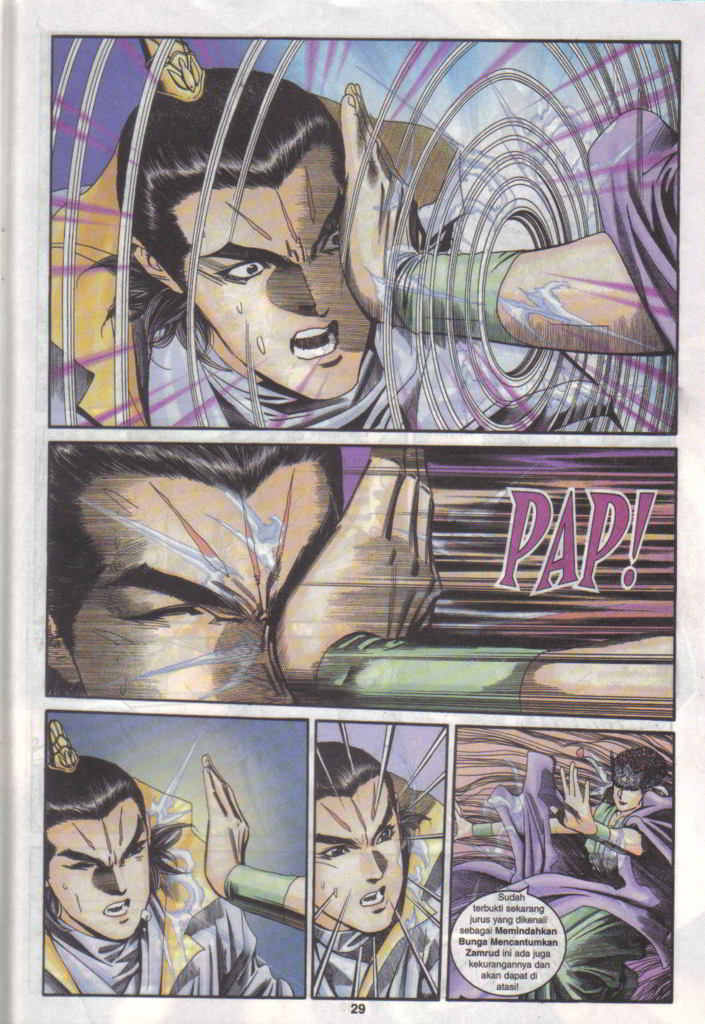 PAP!
Sudah
terbukti sekarang
jurus yang dikenali
sebagai Memindahkan
Bunga Mencantumkan
Zamrud ini ada juga
kekurangannya dan
akan dapat di
atasi!
29